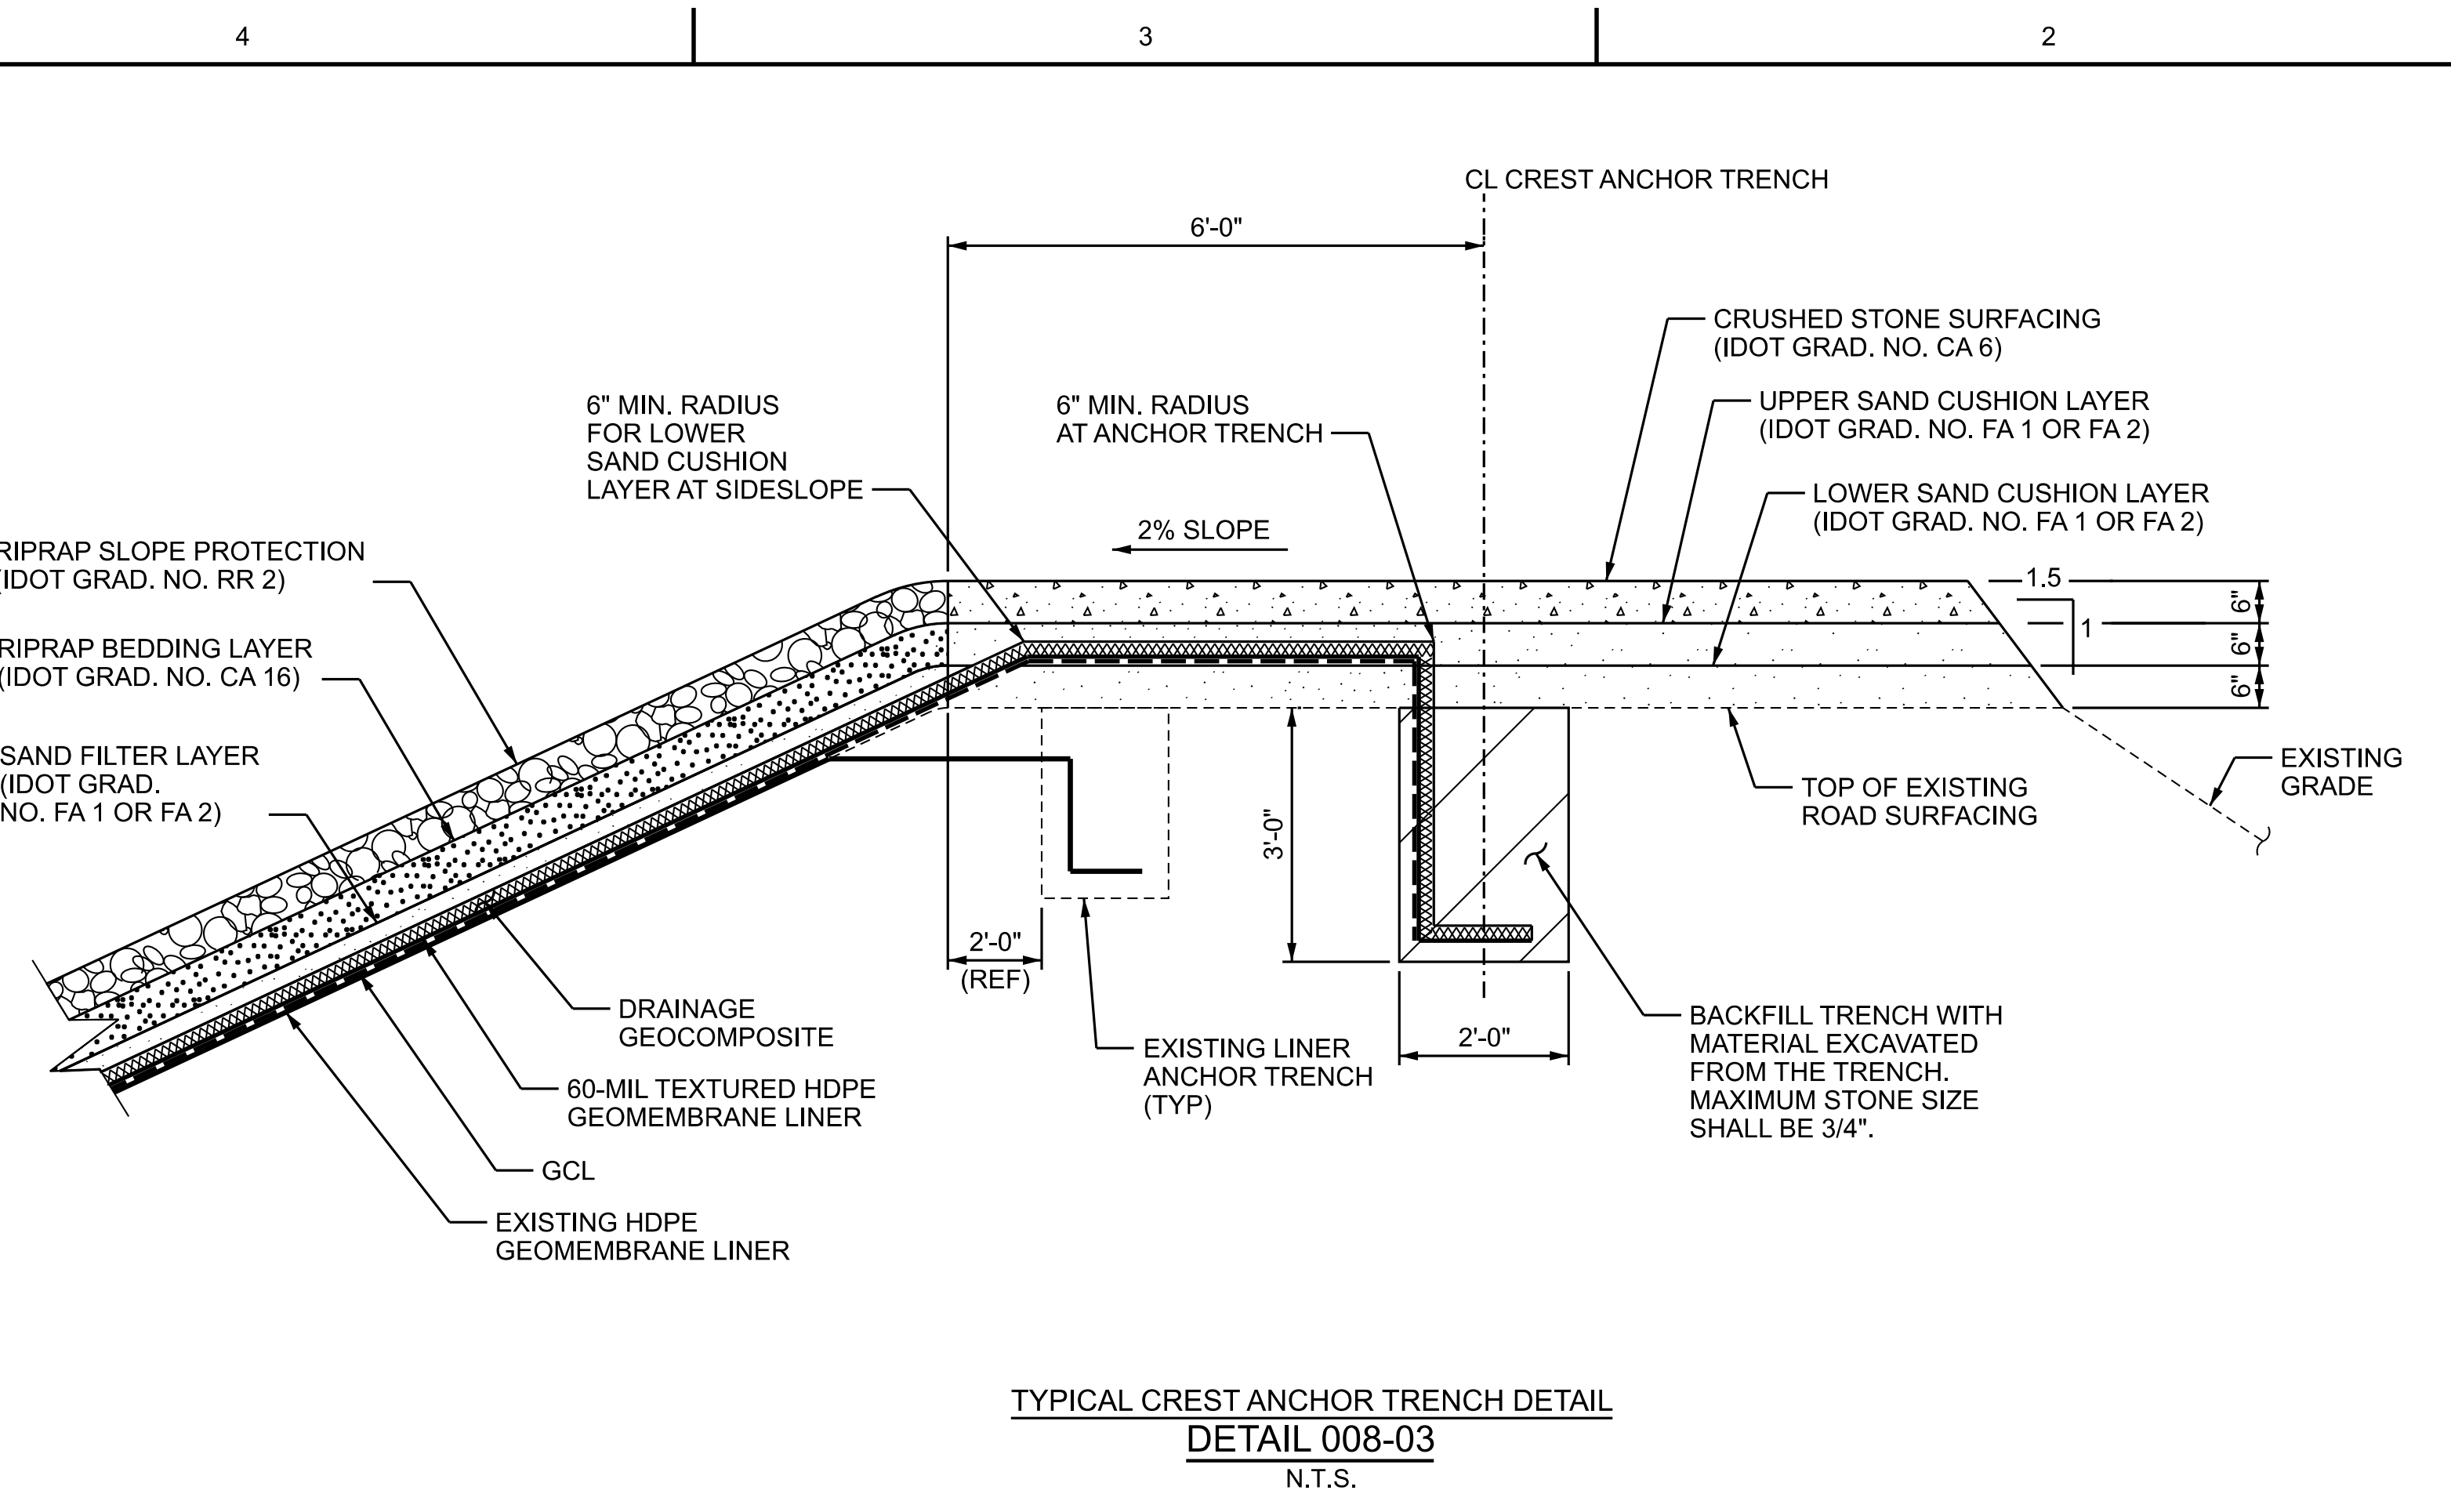 4
3
2
CL CREST ANCHOR TRENCH
6'-0"
CRUSHED STONE SURFACING
(IDOT GRAD. NO. CA 6)
6" MIN. RADIUS
FOR LOWER
SAND CUSHION
LAYER AT SIDESLOPE
6" MIN. RADIUS
AT ANCHOR TRENCH
UPPER SAND CUSHION LAYER
(IDOT GRAD. NO. FA 1 OR FA 2)
LOWER SAND CUSHION LAYER
(IDOT GRAD. NO. FA 1 OR FA 2)
2% SLOPE
RIPRAP SLOPE PROTECTION
(IDOT GRAD. NO. RR 2)
1.5
1
6"
6"
6"
RIPRAP BEDDING LAYER
(IDOT GRAD. NO. CA 16)
SAND FILTER LAYER
(IDOT GRAD.
NO. FA 1 OR FA 2)
EXISTING
GRADE
TOP OF EXISTING
ROAD SURFACING
3'-0"
2'-0"
(REF)
DRAINAGE
GEOCOMPOSITE
2'-0"
EXISTING LINER
ANCHOR TRENCH
(TYP)
BACKFILL TRENCH WITH
MATERIAL EXCAVATED
FROM THE TRENCH.
MAXIMUM STONE SIZE
SHALL BE 3/4".
60-MIL TEXTURED HDPE
GEOMEMBRANE LINER
GCL
EXISTING HDPE
GEOMEMBRANE LINER
TYPICAL CREST ANCHOR TRENCH DETAIL
DETAIL 008-03
N.T.S.